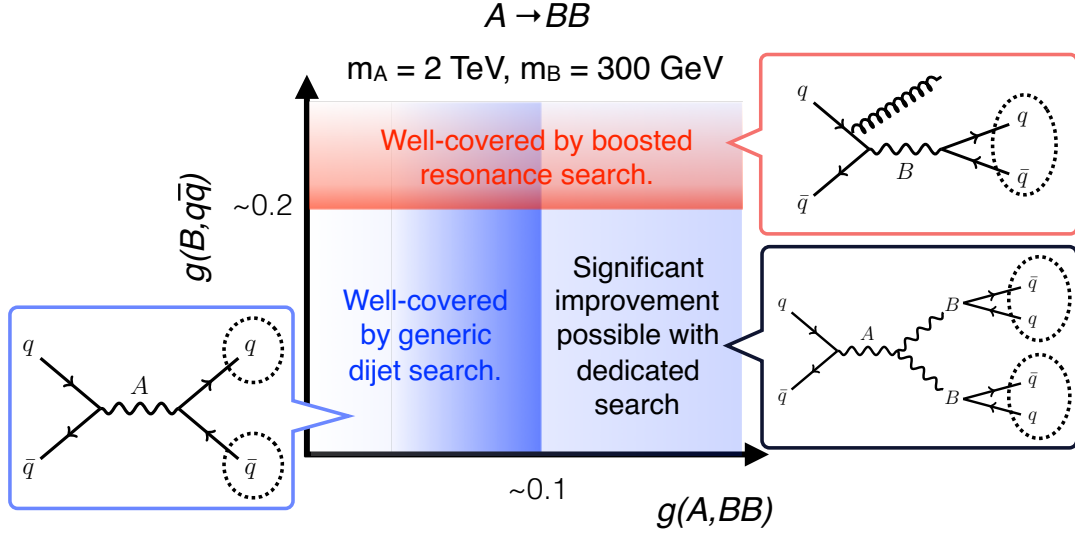 A → BB
m_A = 2 TeV, m_B = 300 GeV
Well-covered by boosted
resonance search.
~0.2
g(B,qq̅)
Well-covered
by generic
dijet search.
Significant
improvement
possible with
dedicated
search
~0.1
g(A,BB)
q
q̅
A
q
q̅
q
q̅
B
q
q̅
q
q̅
A
B
B
q̅
q
q̅
q